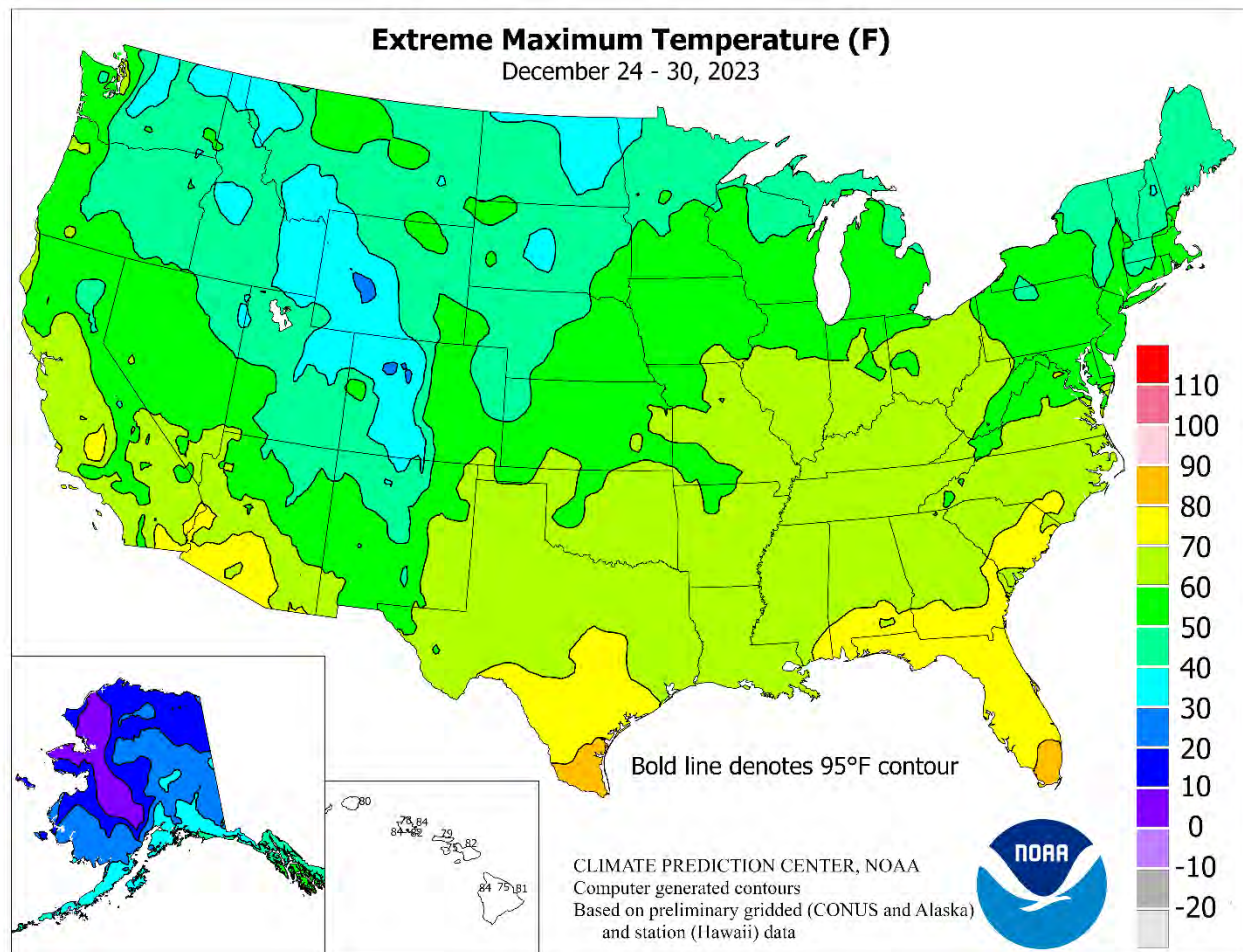 Extreme Maximum Temperature (F)
December 24 - 30, 2023
110
100
90
80
70
60
50
40
30
20
10
0
-10
-20
Bold line denotes 95°F contour
80
78
84
84
79
82
84
75
81
CLIMATE PREDICTION CENTER, NOAA
Computer generated contours
Based on preliminary gridded (CONUS and Alaska)
and station (Hawaii) data
NOAA